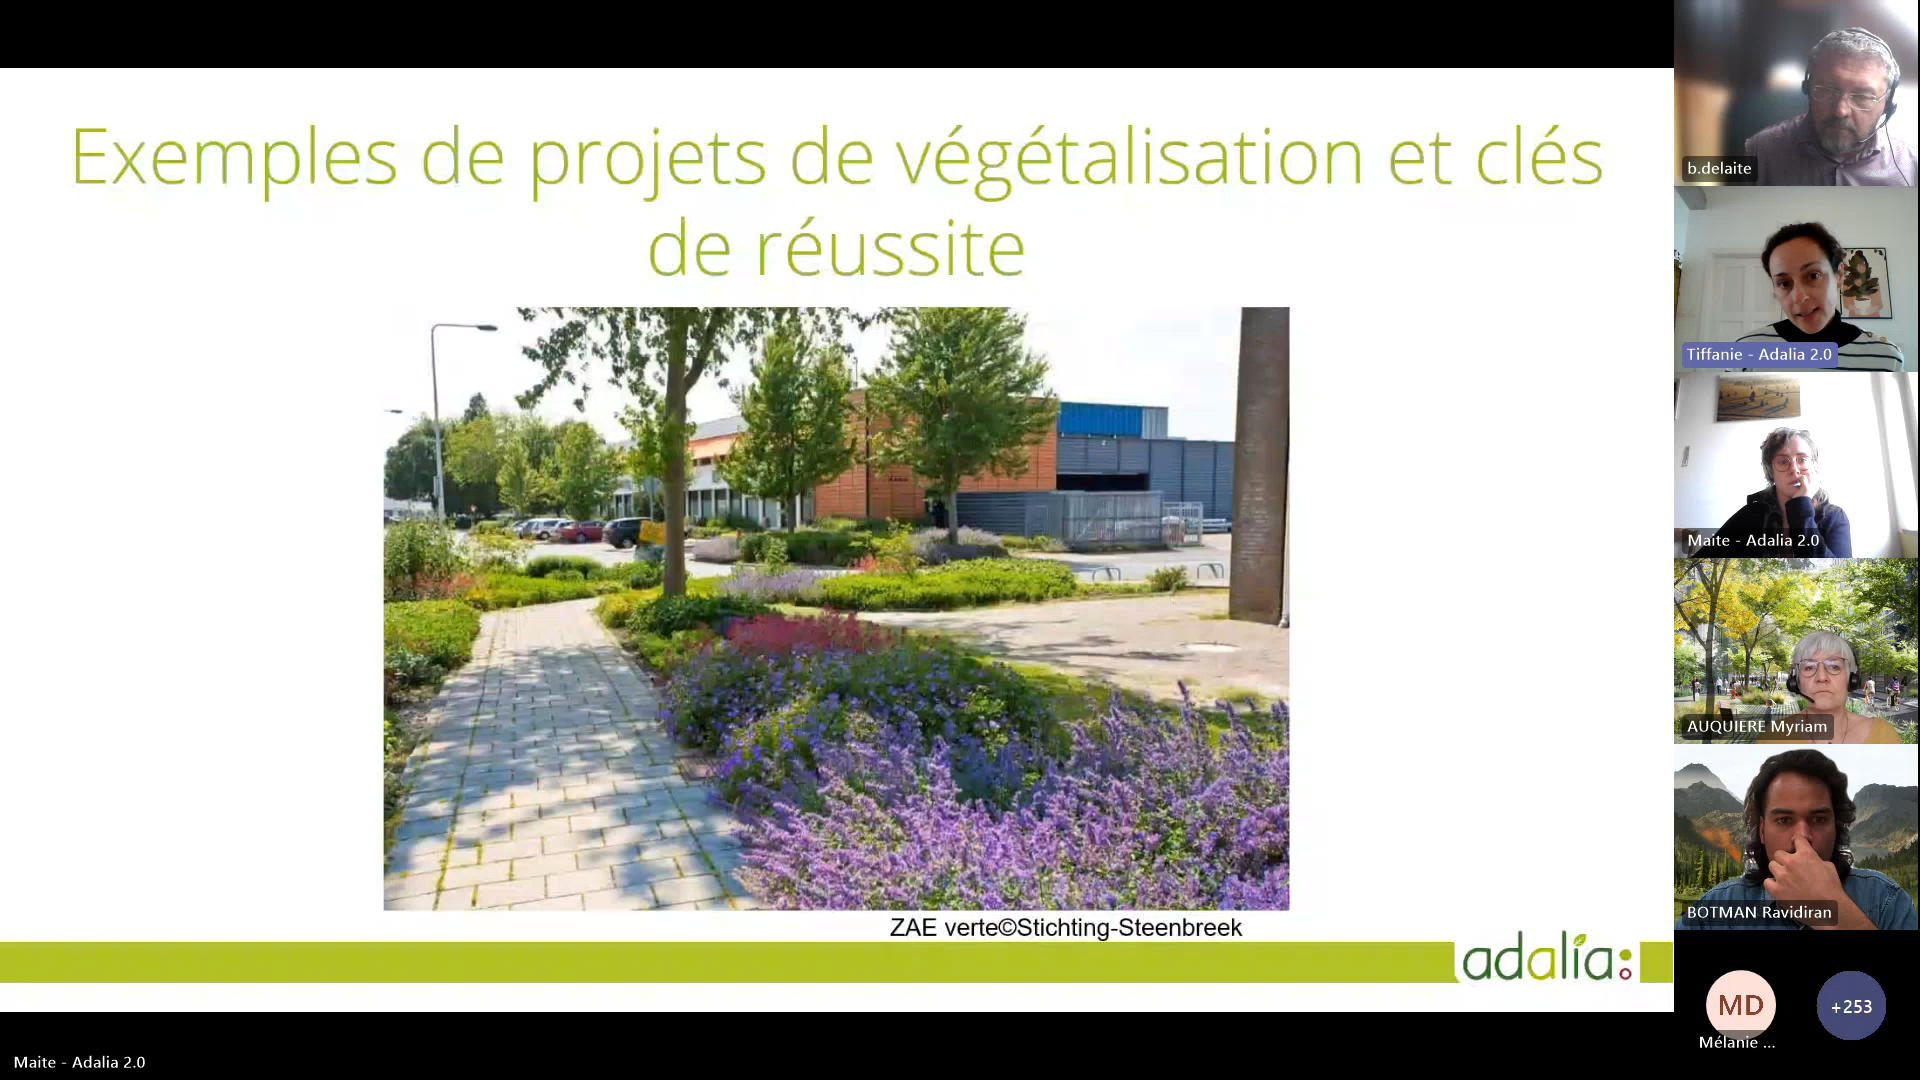 Exemples de projets de végétalisation et clés
de réussite
ZAE verte©Stichting-Steenbreek
adalia
b.delaite
Tiffanie - Adalia 2.0
Maite - Adalia 2.0
AUQUIERE Myriam
BOTMAN Ravidiran
MD
+253
Mélanie ...
Maite - Adalia 2.0